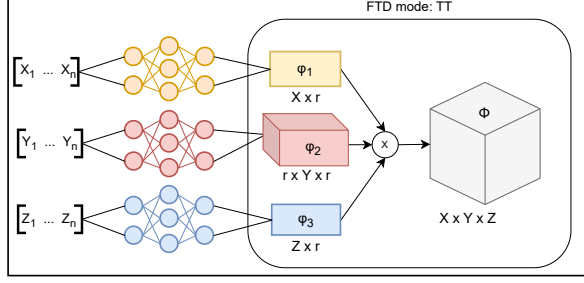 FTD mode: TT
[X₁ ... Xₙ]
φ₁
X x r
Φ
[Y₁ ... Yₙ]
φ₂
r x Y x r
x
X x Y x Z
[Z₁ ... Zₙ]
φ₃
Z x r